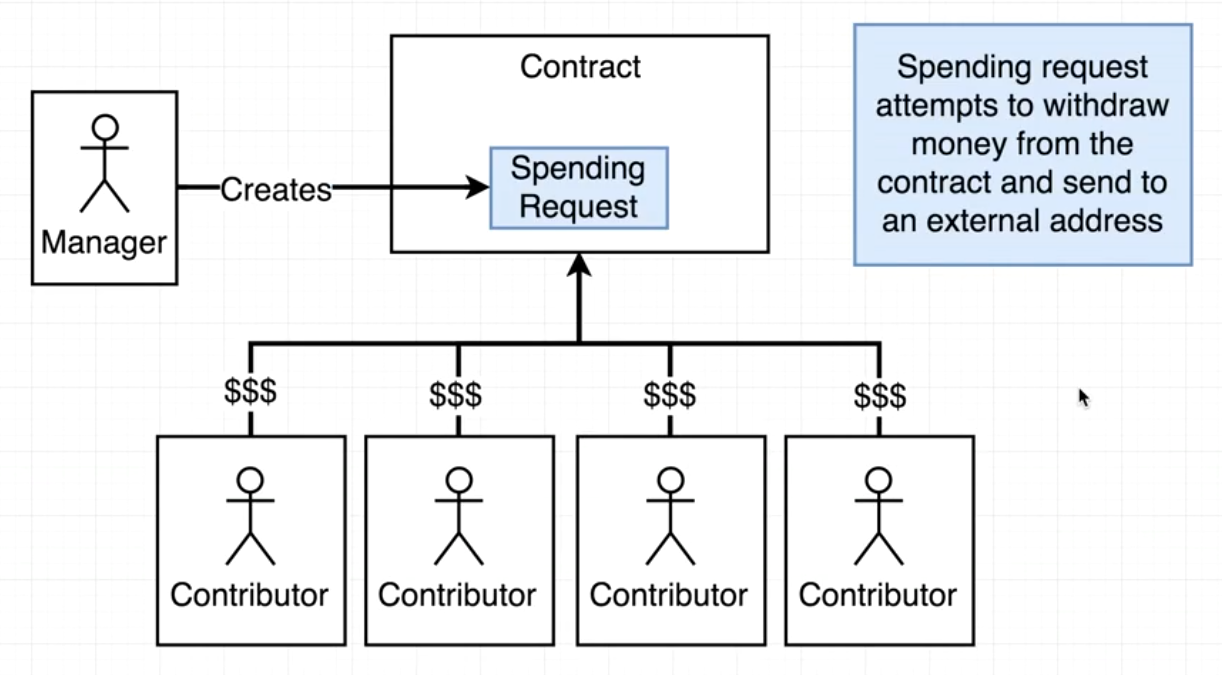 Contract
Spending request
attempts to withdraw
money from the
contract and send to
an external address
Manager
Creates
Spending
Request
$$$
$$$
$$$
$$$
Contributor
Contributor
Contributor
Contributor